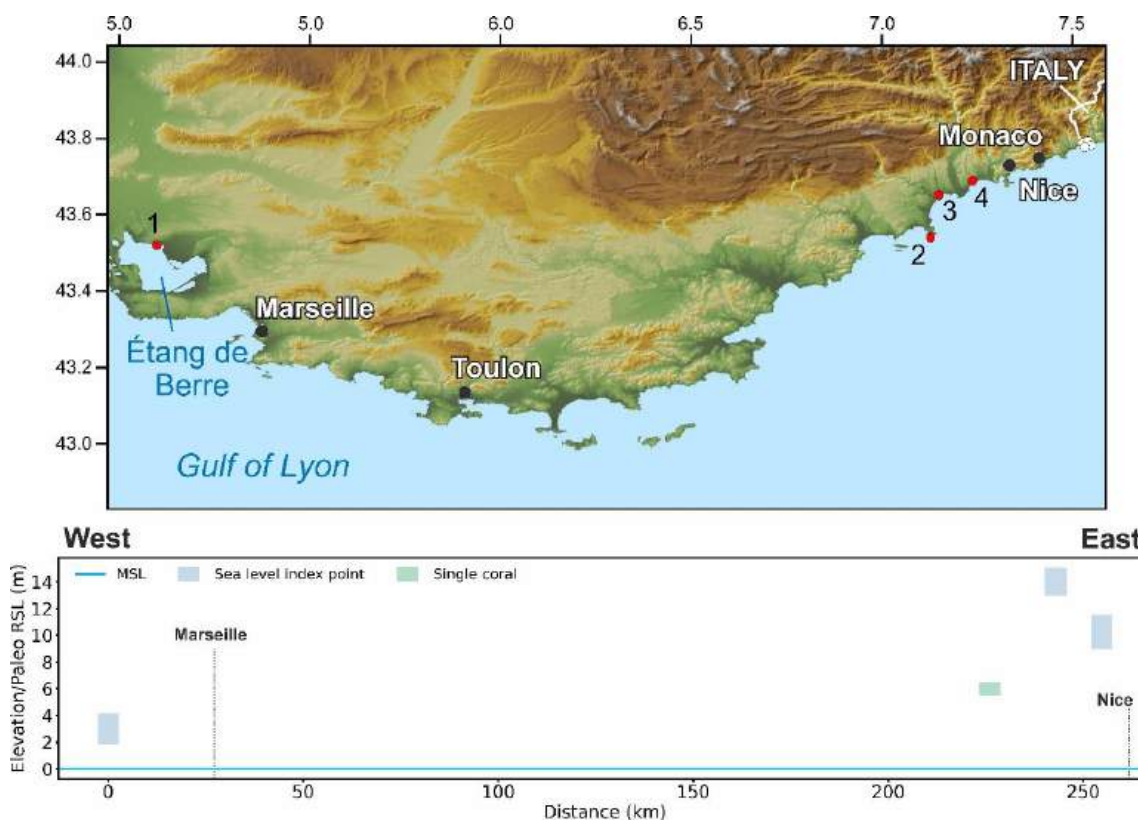 5.0 5.0 6.0 6.5 7.0 7.5
44.0
ITALY
43.8
Monaco
Nice
43.6
1
4
3
2
43.4
Marseille
Étang de
Berre
43.2
Toulon
43.0
Gulf of Lyon
West East
MSL Sea level index point Single coral
Elevation/Paleo RSL (m)
14
12
10
8
6
4
2
0
Marseille
Nice
0 50 100 150 200 250
Distance (km)